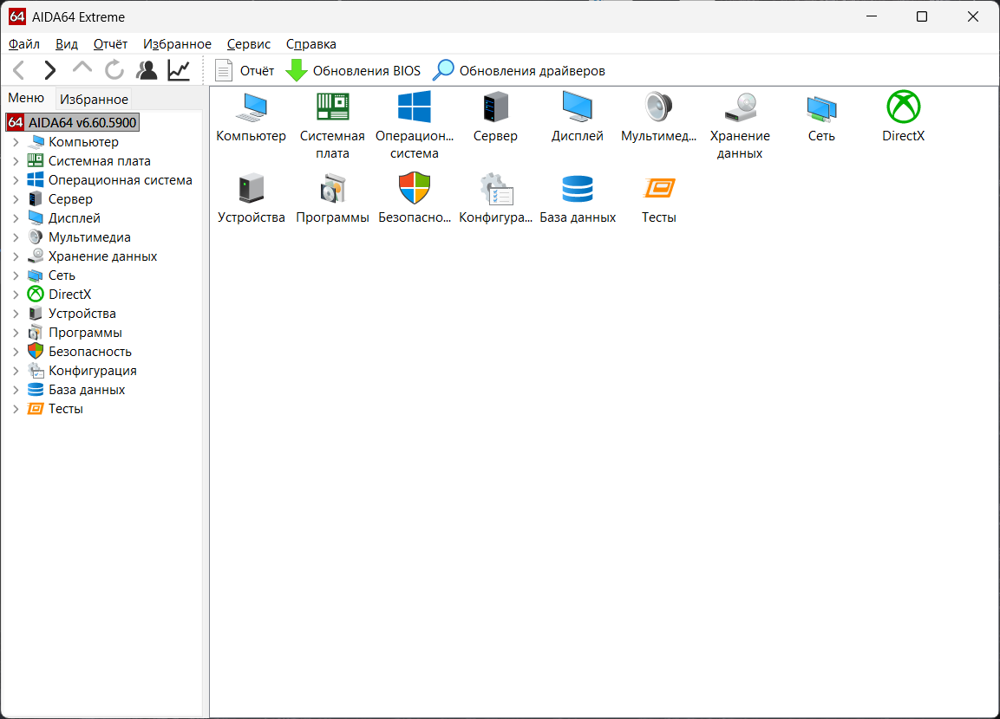 64 AIDA64 Extreme
Файл Вид Отчёт Избранное Сервис Справка
Отчёт Обновления BIOS Обновления драйверов
Меню Избранное
64 AIDA64 v6.60.5900
Компьютер
Системная плата
Операционная система
Сервер
Дисплей
Мультимедиа
Хранение данных
Сеть
DirectX
Устройства
Программы
Безопасность
Конфигурация
База данных
Тесты
Компьютер
Системная
плата
Операцион...
система
Сервер
Дисплей
Мультимед...
Хранение
данных
Сеть
DirectX
Устройства
Программы
Безопасно...
Конфигура...
База данных
Тесты